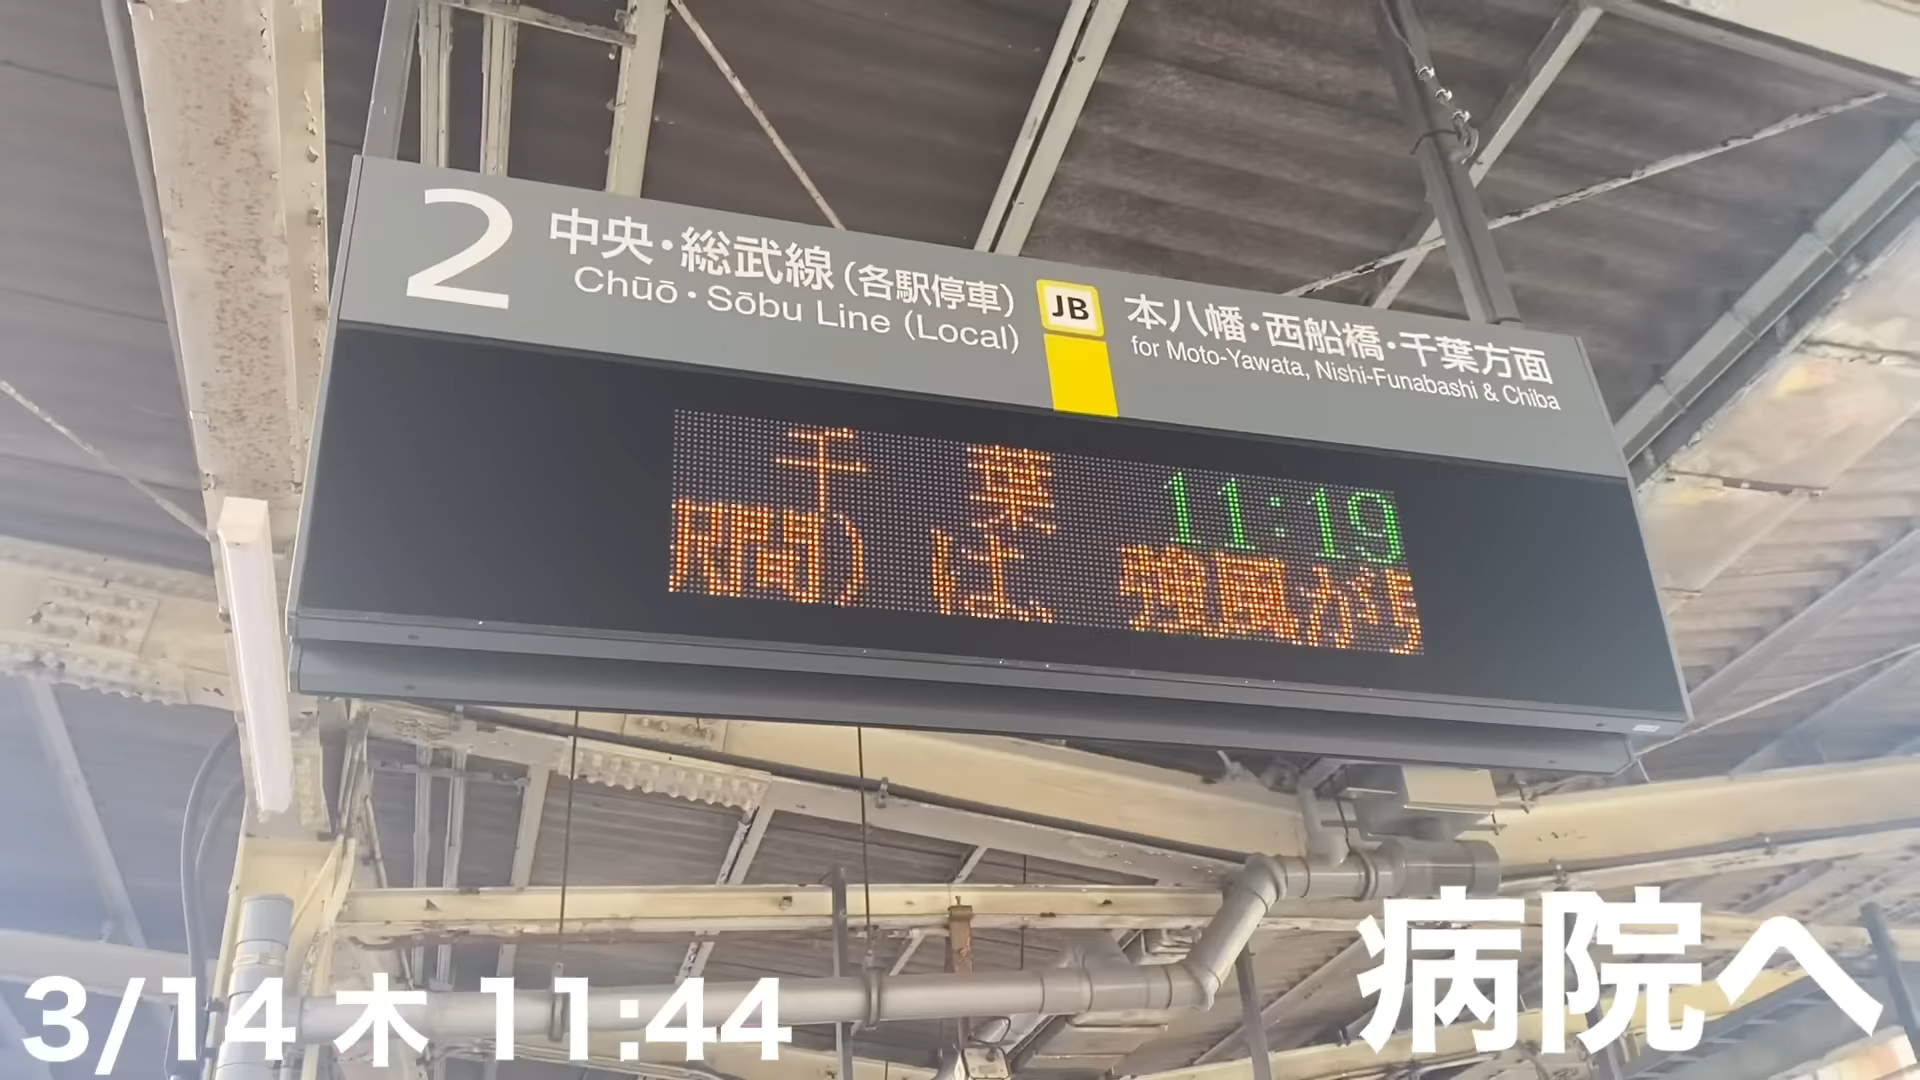 2 中央・総武線(各駅停車) JB 本八幡・西船橋・千葉方面
Chūō・Sōbu Line (Local) for Moto-Yawata, Nishi-Funabashi & Chiba
千葉 11:19
間) は 強風が
病院へ
3/14 木 11:44